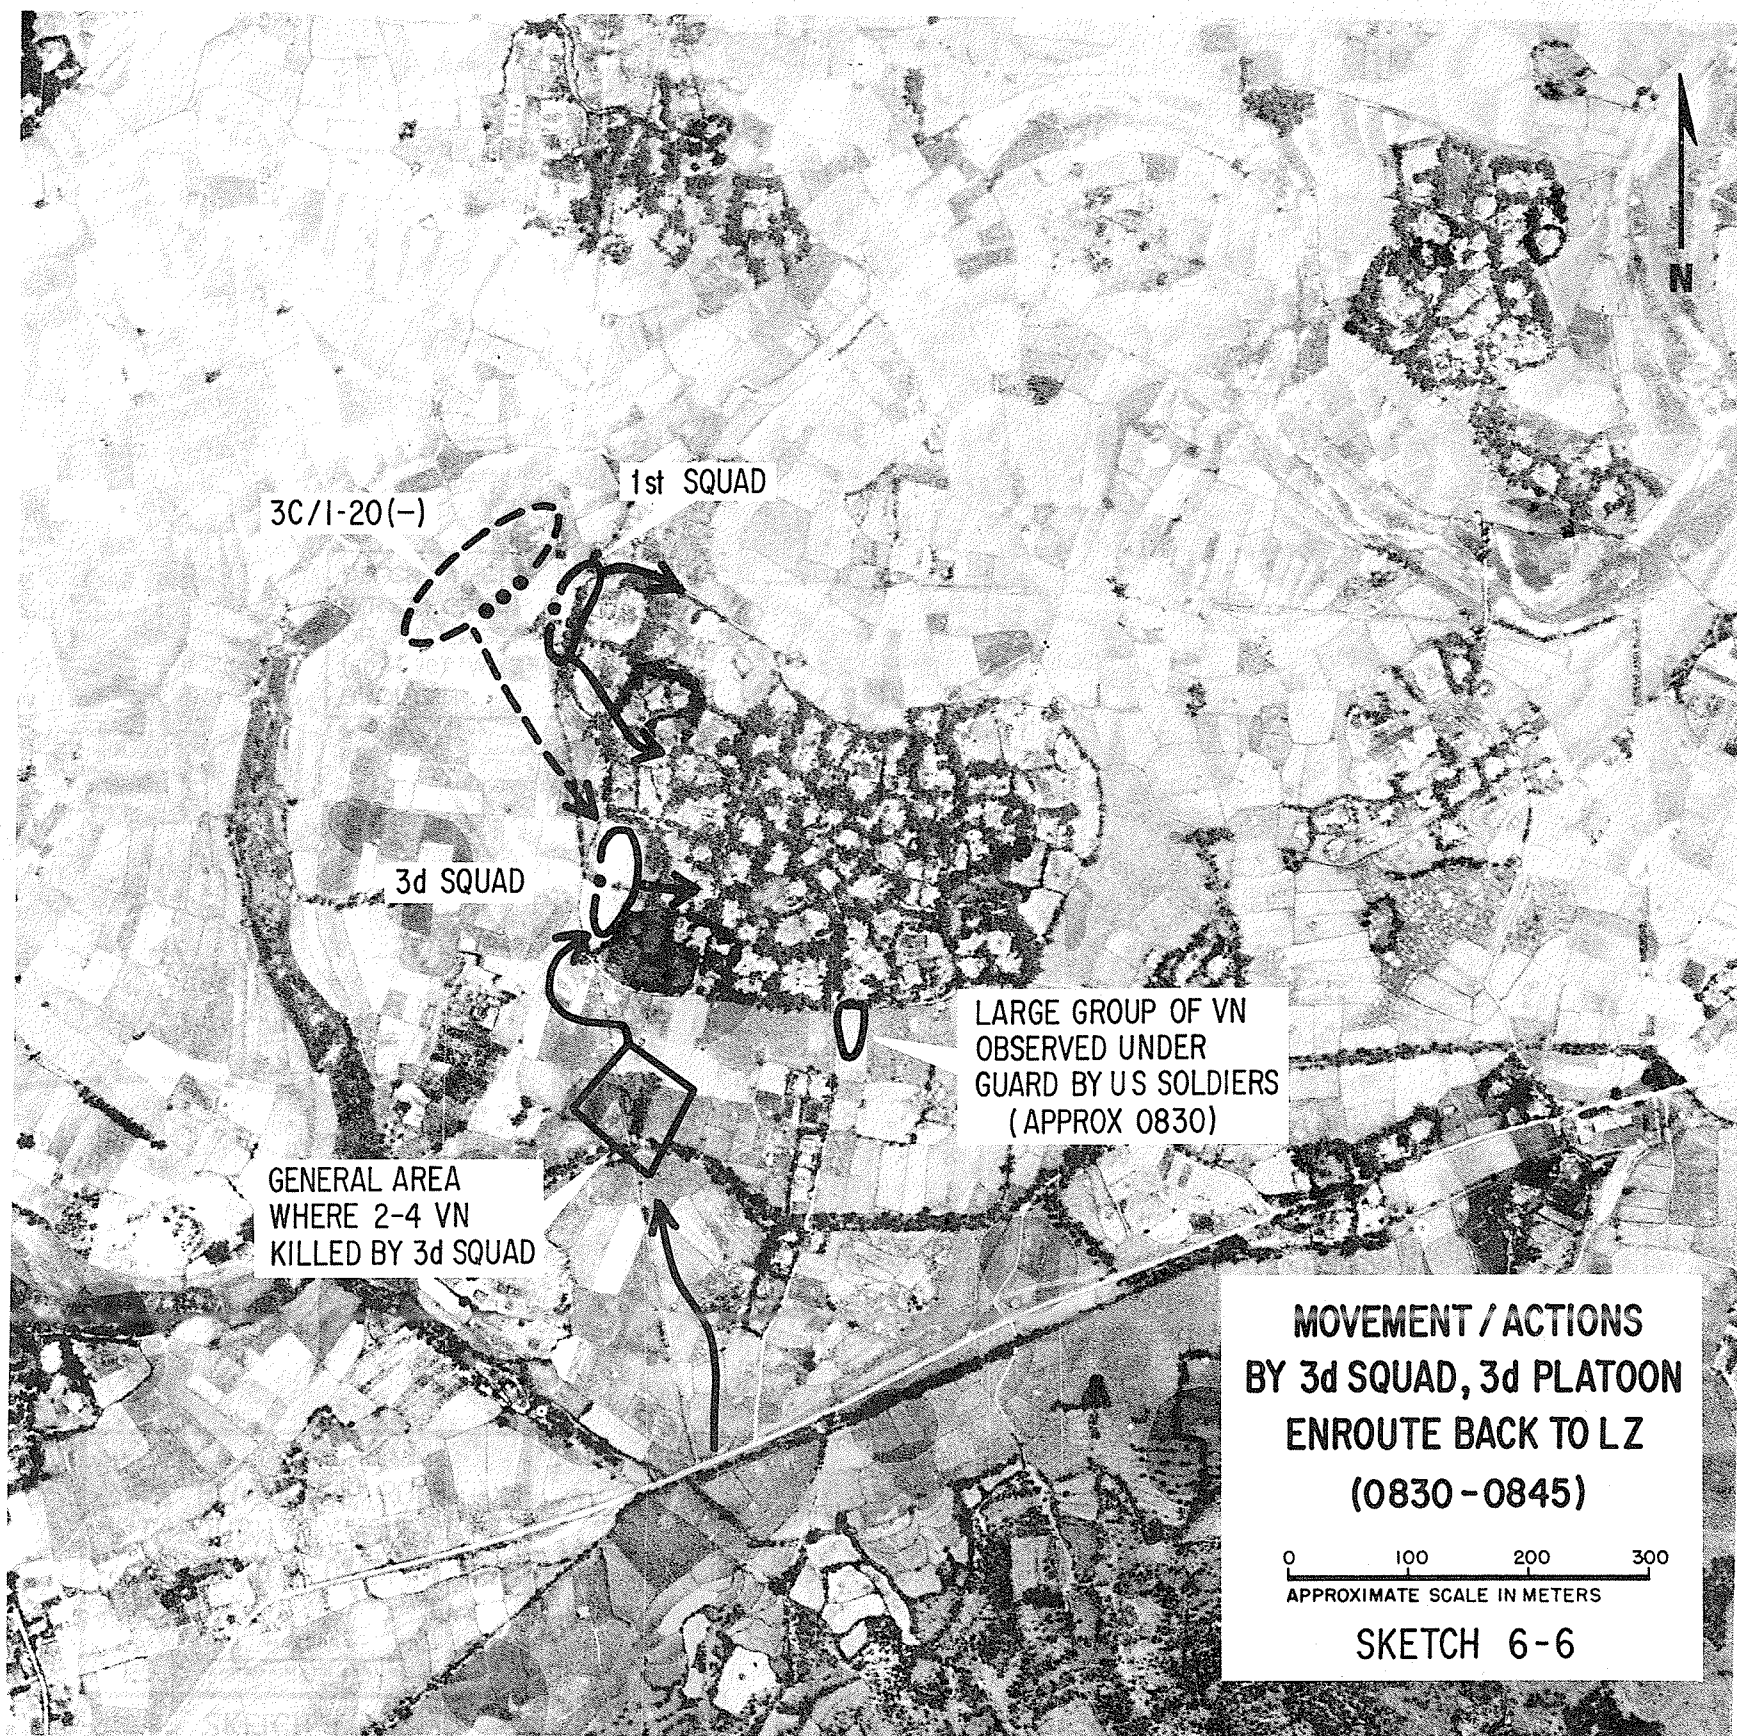 N
1st SQUAD
3C/1-20(-)
3d SQUAD
LARGE GROUP OF VN
OBSERVED UNDER
GUARD BY US SOLDIERS
(APPROX 0830)
GENERAL AREA
WHERE 2-4 VN
KILLED BY 3d SQUAD
MOVEMENT / ACTIONS
BY 3d SQUAD, 3d PLATOON
ENROUTE BACK TO LZ
(0830-0845)
0 100 200 300
APPROXIMATE SCALE IN METERS
SKETCH 6-6